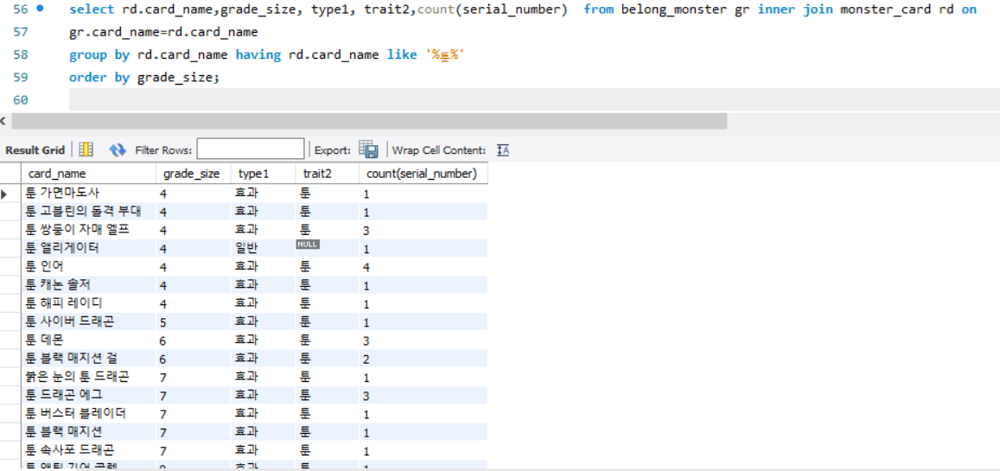 56 select rd.card_name,grade_size, type1, trait2,count(serial_number) from belong_monster gr inner join monster_card rd on
57 gr.card_name=rd.card_name
58 group by rd.card_name having rd.card_name like '%툰%'
59 order by grade_size;
60
Result Grid Filter Rows: Export: Wrap Cell Content: IA
card_name grade_size type1 trait2 count(serial_number)
툰 가면마도사 4 효과 툰 1
툰 고블린의 돌격 부대 4 효과 툰 1
툰 쌍둥이 자매 엘프 4 효과 툰 3
툰 앨리게이터 4 일반 NULL 1
툰 인어 4 효과 툰 4
툰 캐논 솔저 4 효과 툰 1
툰 해피 레이디 4 효과 툰 1
툰 사이버 드래곤 5 효과 툰 1
툰 데몬 6 효과 툰 3
툰 블랙 매지션 걸 6 효과 툰 2
붉은 눈의 툰 드래곤 7 효과 툰 1
툰 드래곤 에그 7 효과 툰 3
툰 버스터 블레이더 7 효과 툰 1
툰 블랙 매지션 7 효과 툰 1
툰 속사포 드래곤 7 효과 툰 1